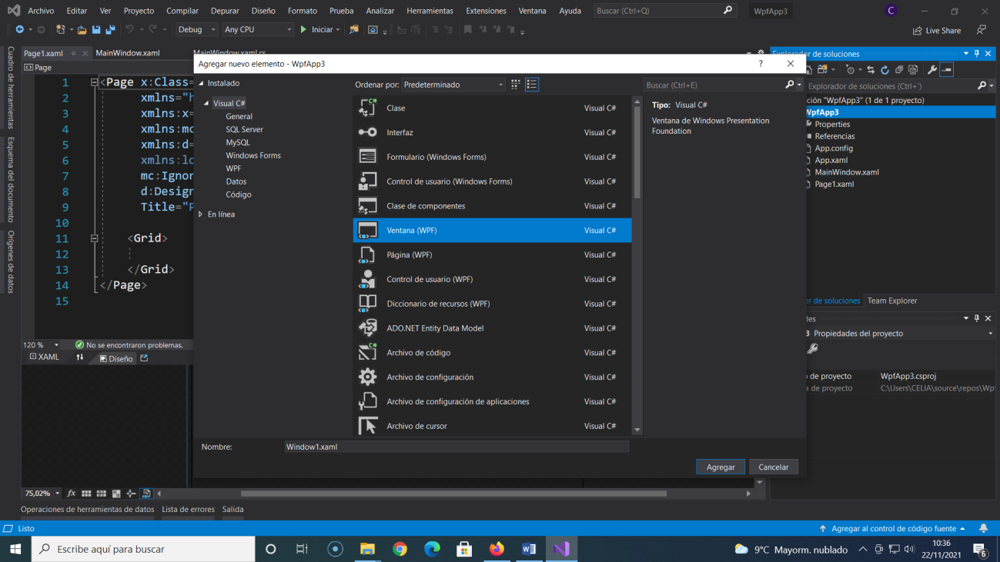 Archivo Editar Ver Proyecto Compilar Depurar Diseño Formato Prueba Analizar Herramientas Extensiones Ventana Ayuda Buscar (Ctrl+Q) WpfApp3 C
Debug Any CPU Iniciar Live Share
Page1.xaml MainWindow.xaml MainWindow.xaml.cs
Page
Cuadro de herramientas
Esquema del documento
Orígenes de datos
1 <Page x:Class=
2 xmlns="h
3 xmlns:x=
4 xmlns:mc
5 xmlns:d=
6 xmlns:lo
7 mc:Ignor
8 d:Design
9 Title="P
10
11 <Grid>
12
13 </Grid>
14 </Page>
15
120 % No se encontraron problemas.
XAML Diseño
75,02%
Operaciones de herramientas de datos Lista de errores Salida
Agregar nuevo elemento - WpfApp3 ?
Instalado
Visual C#
General
SQL Server
MySQL
Windows Forms
WPF
Datos
Código
En línea
Ordenar por: Predeterminado
Clase Visual C#
Interfaz Visual C#
Formulario (Windows Forms) Visual C#
Control de usuario (Windows Forms) Visual C#
Clase de componentes Visual C#
Ventana (WPF) Visual C#
Página (WPF) Visual C#
Control de usuario (WPF) Visual C#
Diccionario de recursos (WPF) Visual C#
ADO.NET Entity Data Model Visual C#
Archivo de código Visual C#
Archivo de configuración Visual C#
Archivo de configuración de aplicaciones Visual C#
Archivo de cursor Visual C#
Buscar (Ctrl+E)
Tipo: Visual C#
Ventana de Windows Presentation
Foundation
Nombre: Window1.xaml
Agregar Cancelar
Explorador de soluciones
Explorador de soluciones (Ctrl+´)
ción "WpfApp3" (1 de 1 proyecto)
WpfApp3
Properties
Referencias
App.config
App.xaml
MainWindow.xaml
Page1.xaml
or de soluciones Team Explorer
les
3 Propiedades del proyecto
o de proyecto WpfApp3.csproj
a de proyecto C:\Users\CELIA\source\repos\Wpf
Listo Agregar al control de código fuente
Escribe aquí para buscar 9°C Mayorm. nublado 10:36
22/11/2021 6